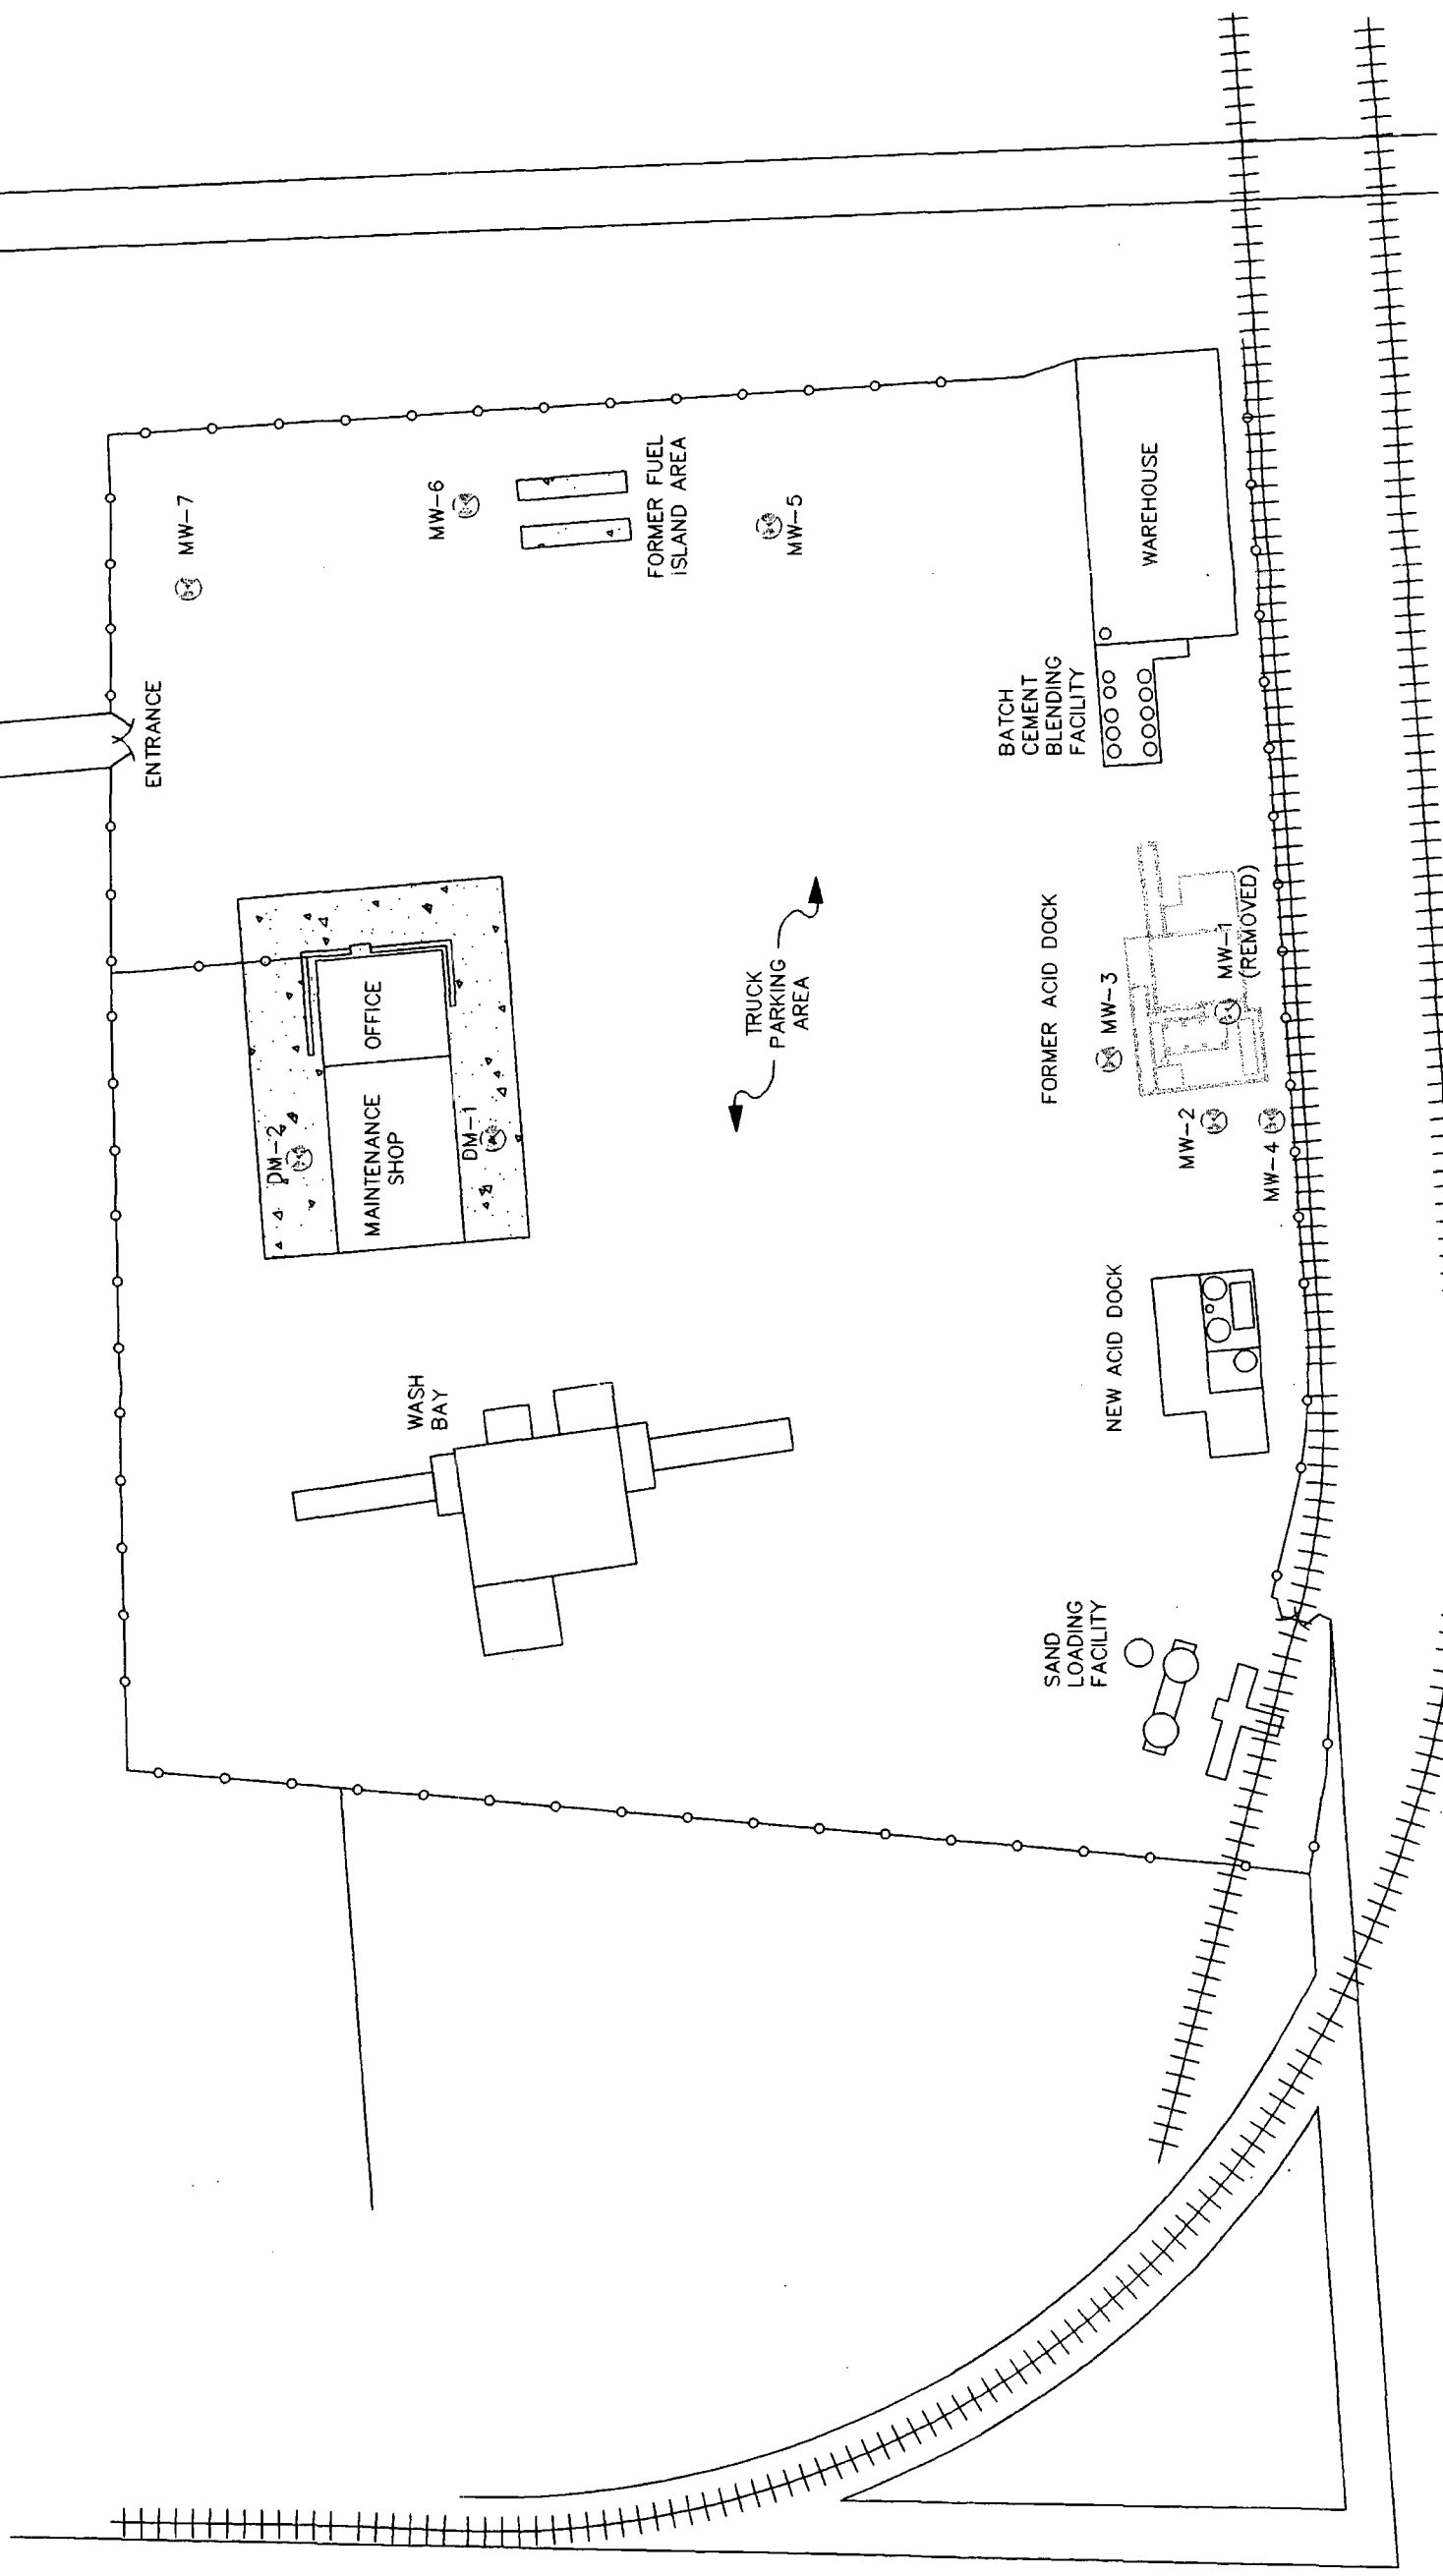 MW-7
MW-6
FORMER FUEL
ISLAND AREA
MW-5
WAREHOUSE
ENTRANCE
BATCH
CEMENT
BLENDING
FACILITY
OFFICE
MAINTENANCE
SHOP
DM-2
DM-1
TRUCK
PARKING
AREA
FORMER ACID DOCK
MW-3
MW-1
(REMOVED)
MW-2
MW-4
NEW ACID DOCK
WASH
BAY
SAND
LOADING
FACILITY